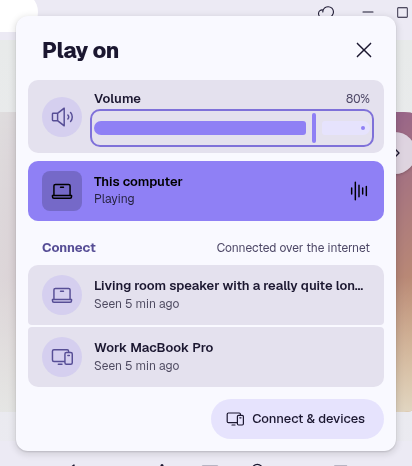 Play on
Volume
80%
This computer
Playing
Connect
Connected over the internet
Living room speaker with a really quite lon...
Seen 5 min ago
Work MacBook Pro
Seen 5 min ago
Connect & devices